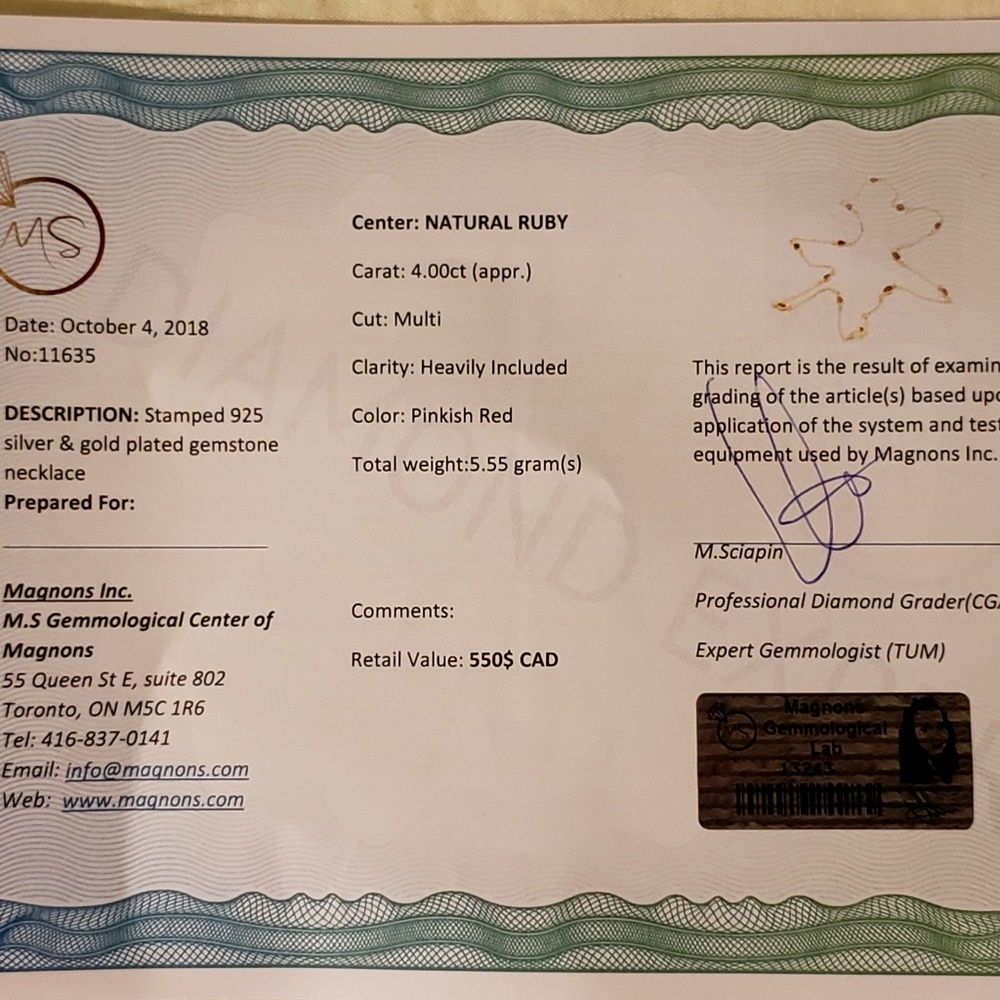 MS
Date: October 4, 2018
No:11635
DESCRIPTION: Stamped 925
silver & gold plated gemstone
necklace
Prepared For:
Magnons Inc.
M.S Gemmological Center of
Magnons
55 Queen St E, suite 802
Toronto, ON M5C 1R6
Tel: 416-837-0141
Email: info@magnons.com
Web: www.magnons.com
Center: NATURAL RUBY
Carat: 4.00ct (appr.)
Cut: Multi
Clarity: Heavily Included
Color: Pinkish Red
Total weight:5.55 gram(s)
Comments:
Retail Value: 550$ CAD
This report is the result of examin
grading of the article(s) based upo
application of the system and test
equipment used by Magnons Inc.
M.Sciapin
Professional Diamond Grader(CGA
Expert Gemmologist (TUM)
MS
Magnons
Gemmological
Lab
13243
DIAMOND